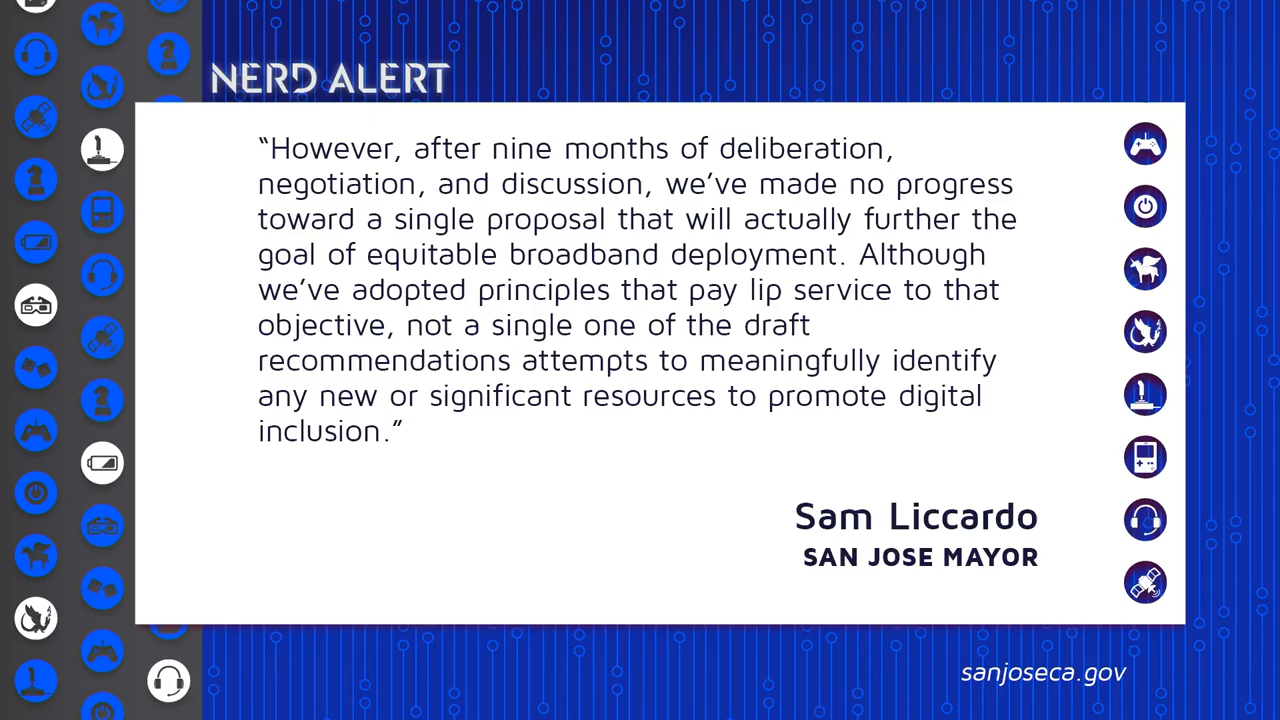 NERD ALERT
“However, after nine months of deliberation,
negotiation, and discussion, we’ve made no progress
toward a single proposal that will actually further the
goal of equitable broadband deployment. Although
we’ve adopted principles that pay lip service to that
objective, not a single one of the draft
recommendations attempts to meaningfully identify
any new or significant resources to promote digital
inclusion.”
Sam Liccardo
SAN JOSE MAYOR
sanjoseca.gov